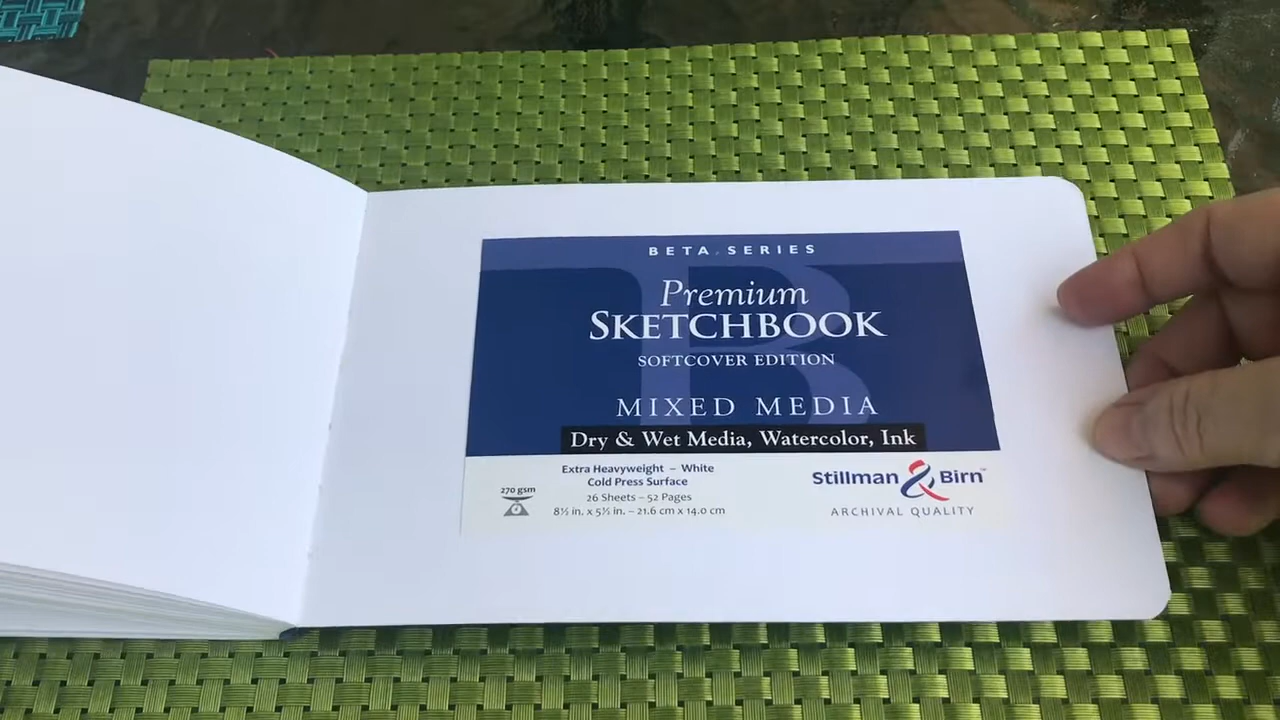 BETA SERIES
Premium
SKETCHBOOK
SOFTCOVER EDITION
MIXED MEDIA
Dry & Wet Media, Watercolor, Ink
Extra Heavyweight – White
Cold Press Surface
270 gsm
26 Sheets – 52 Pages
8½ in. x 5½ in. – 21.6 cm x 14.0 cm
Stillman & Birn™
ARCHIVAL QUALITY